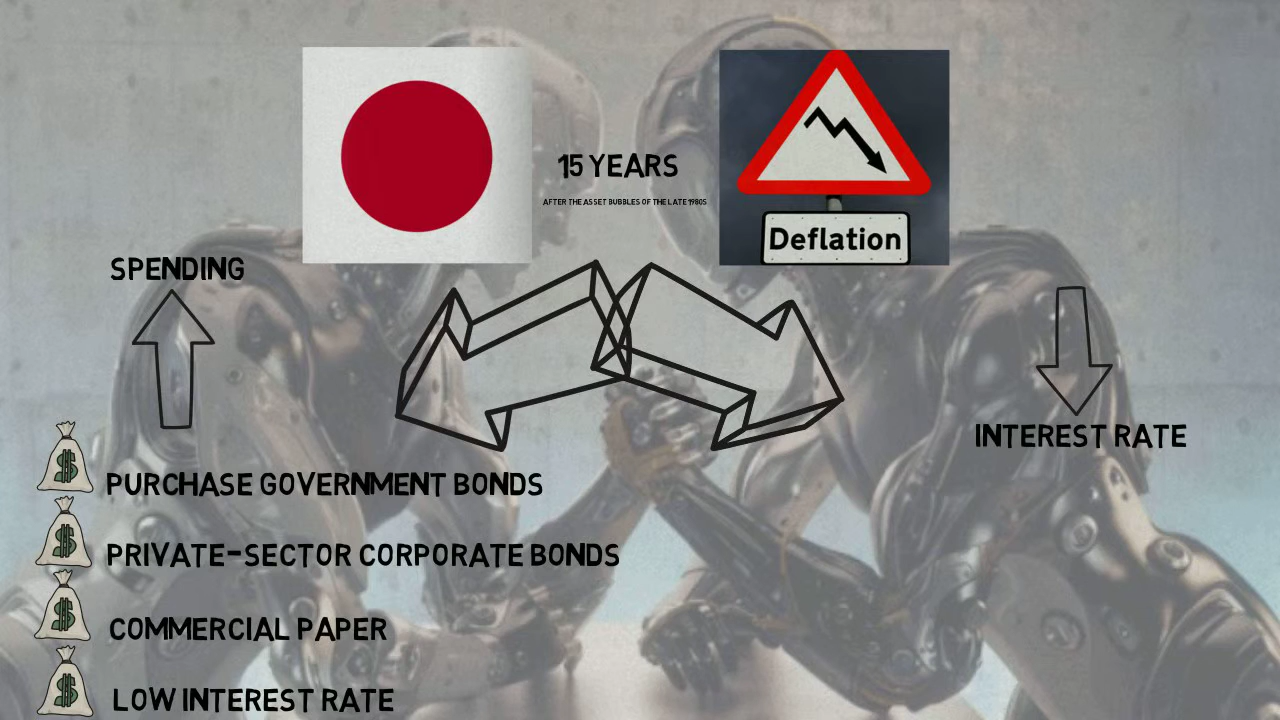 15 YEARS
AFTER THE ASSET BUBBLES OF THE LATE 1980S
Deflation
SPENDING
INTEREST RATE
PURCHASE GOVERNMENT BONDS
PRIVATE-SECTOR CORPORATE BONDS
COMMERCIAL PAPER
LOW INTEREST RATE